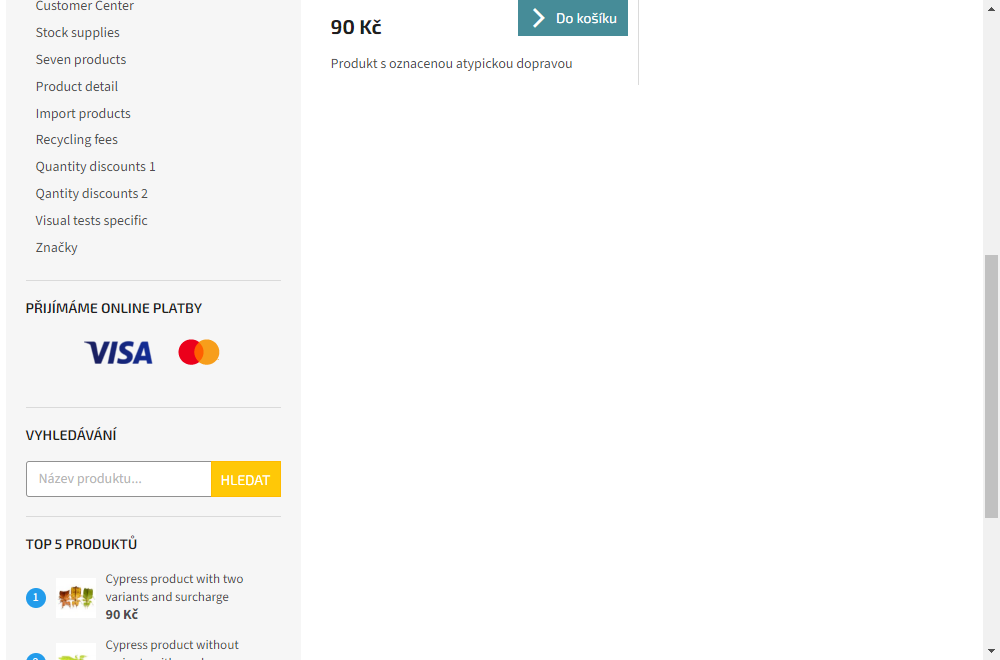 Customer Center
Stock supplies
Seven products
Product detail
Import products
Recycling fees
Quantity discounts 1
Qantity discounts 2
Visual tests specific
Značky
PŘIJÍMÁME ONLINE PLATBY
VISA
VYHLEDÁVÁNÍ
Název produktu...
HLEDAT
TOP 5 PRODUKTŮ
1
Cypress product with two
variants and surcharge
90 Kč
Cypress product without
90 Kč
Do košíku
Produkt s oznacenou atypickou dopravou